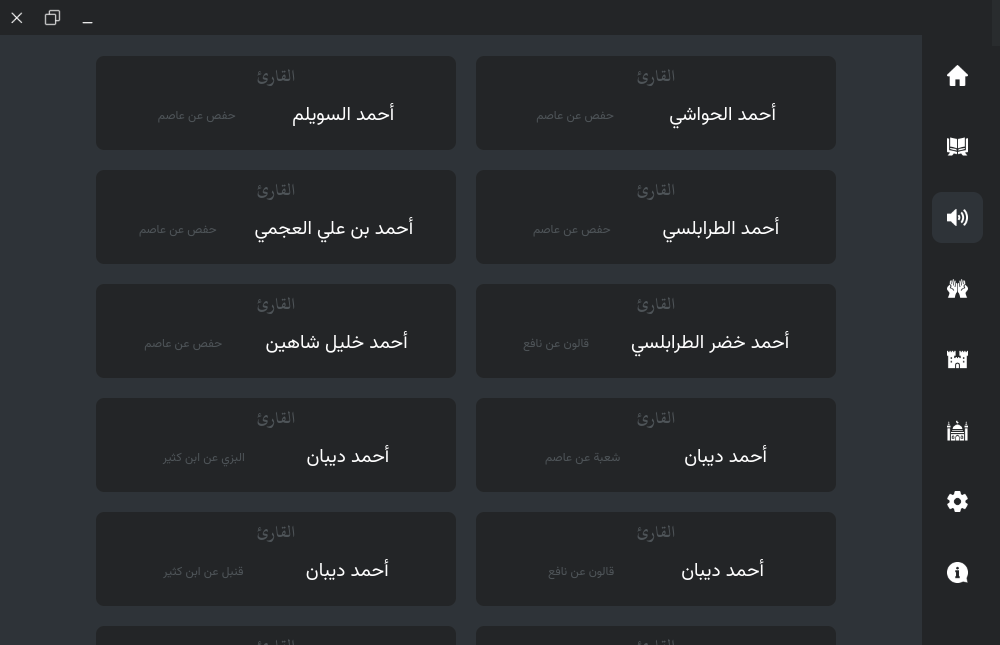 القارئ
أحمد الحواشي حفص عن عاصم
القارئ
أحمد السويلم حفص عن عاصم
القارئ
أحمد الطرابلسي حفص عن عاصم
القارئ
أحمد بن علي العجمي حفص عن عاصم
القارئ
أحمد خضر الطرابلسي قالون عن نافع
القارئ
أحمد خليل شاهين حفص عن عاصم
القارئ
أحمد ديبان شعبة عن عاصم
القارئ
أحمد ديبان البزي عن ابن كثير
القارئ
أحمد ديبان قالون عن نافع
القارئ
أحمد ديبان قنبل عن ابن كثير